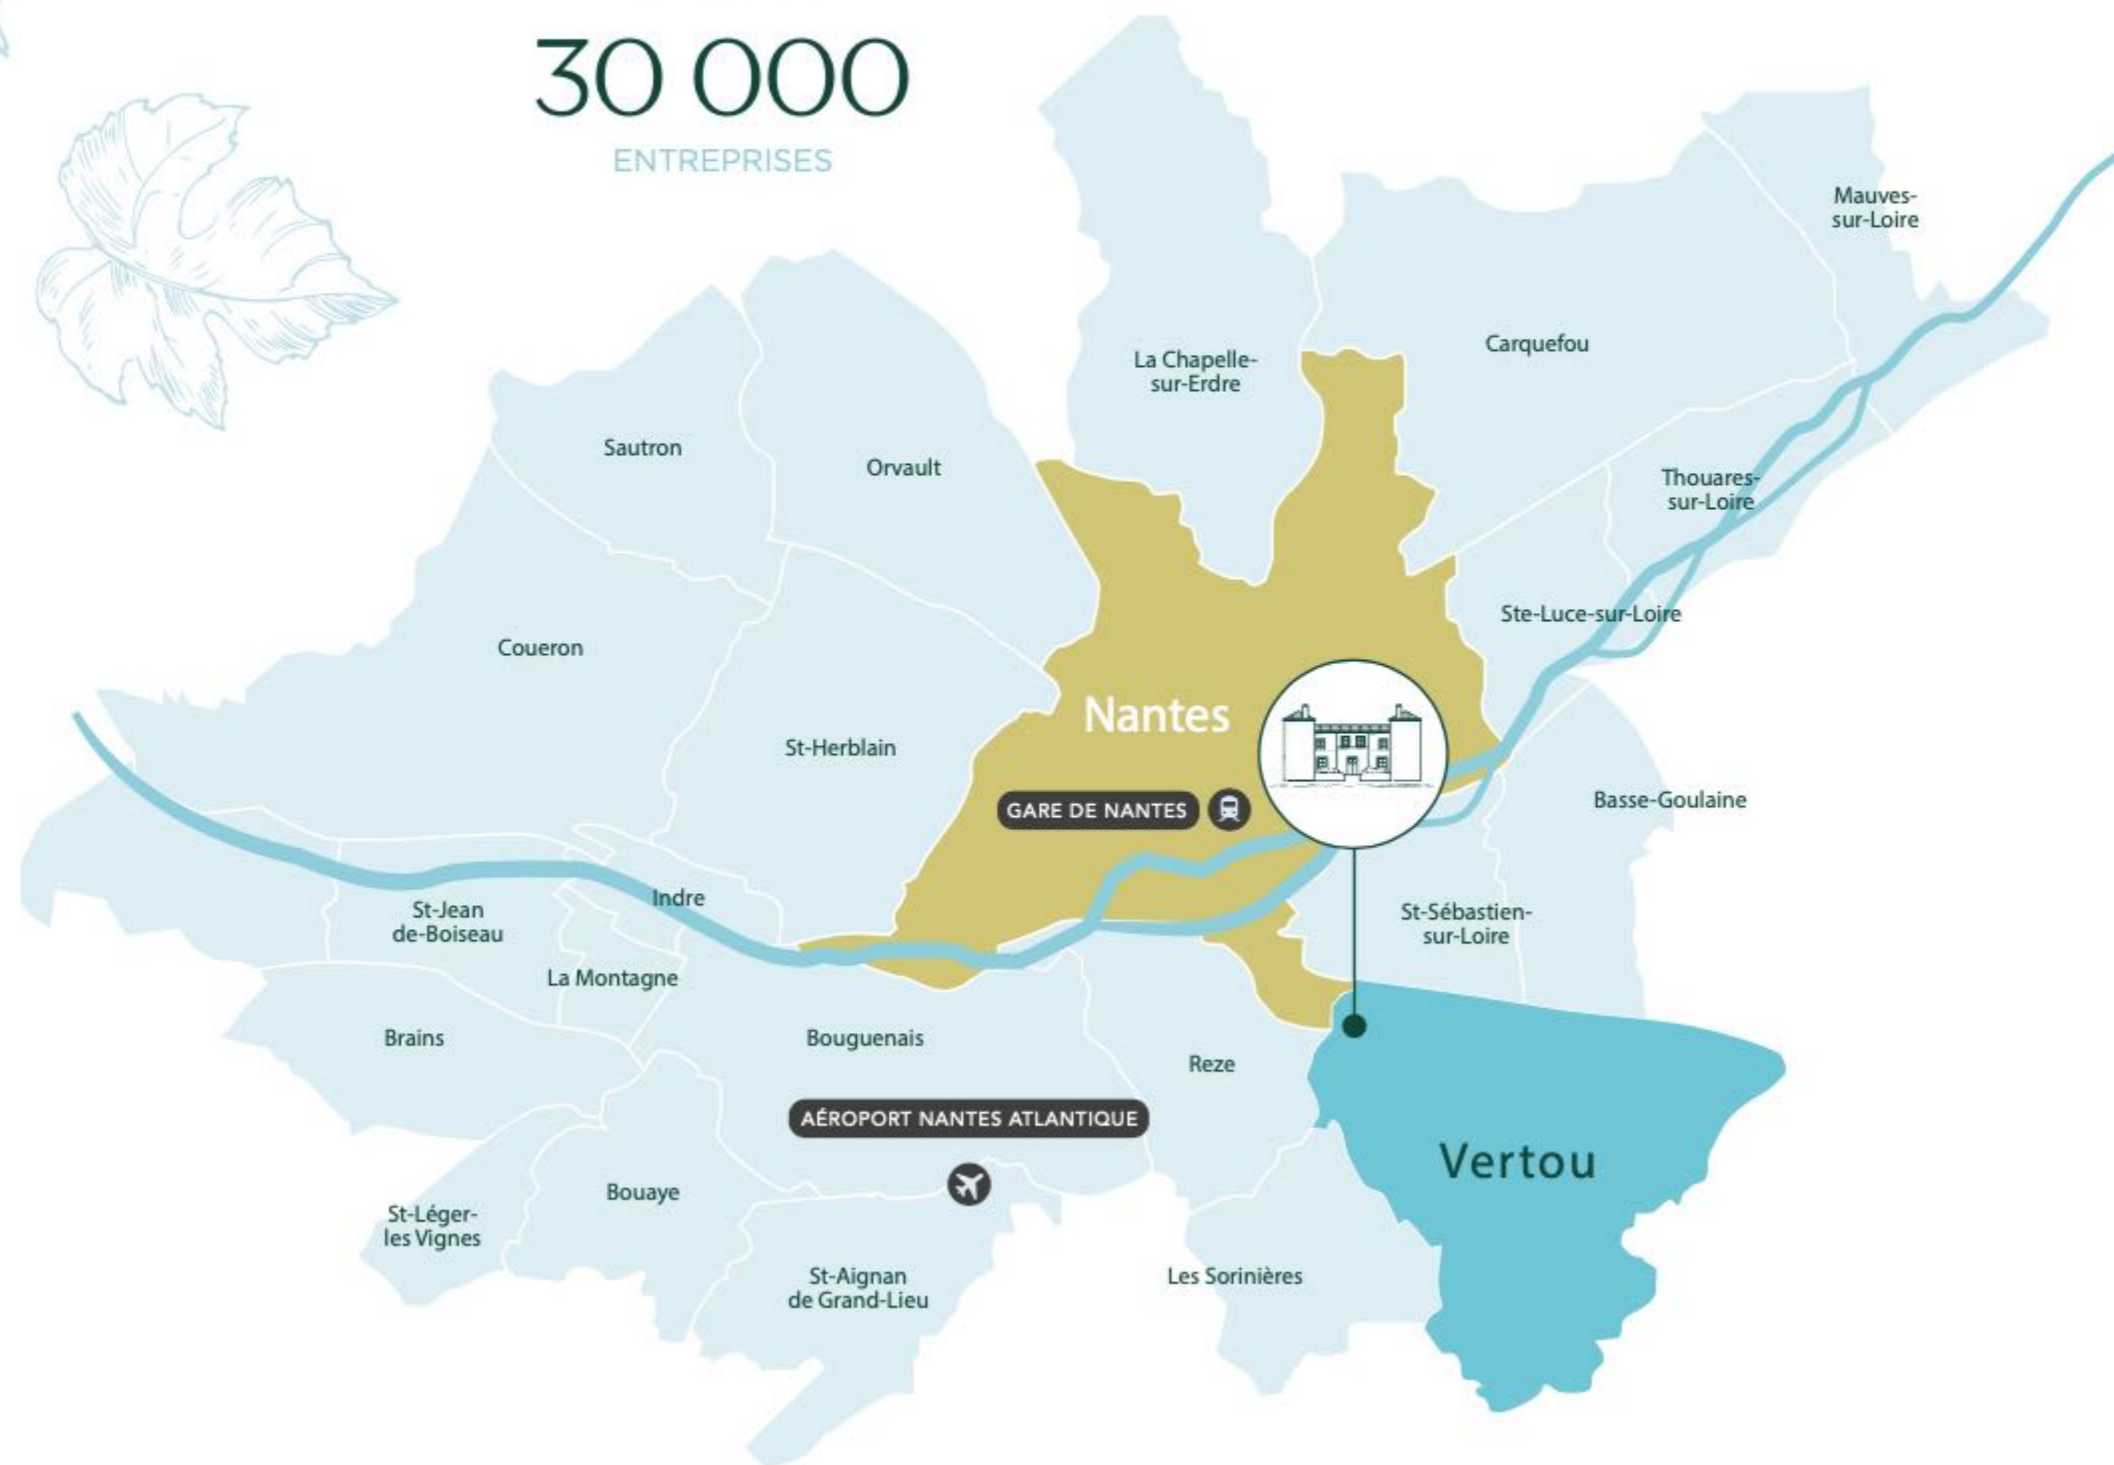 30 000
ENTREPRISES
Mauves-
sur-Loire
La Chapelle-
sur-Erdre
Carquefou
Sautron
Orvault
Thouares-
sur-Loire
Ste-Luce-sur-Loire
Coueron
Nantes
St-Herblain
Basse-Goulaine
GARE DE NANTES
Indre
St-Jean
de-Boiseau
St-Sébastien-
sur-Loire
La Montagne
Brains
Bouguenais
Reze
AÉROPORT NANTES ATLANTIQUE
Vertou
Bouaye
St-Léger-
les Vignes
St-Aignan
de Grand-Lieu
Les Sorinières